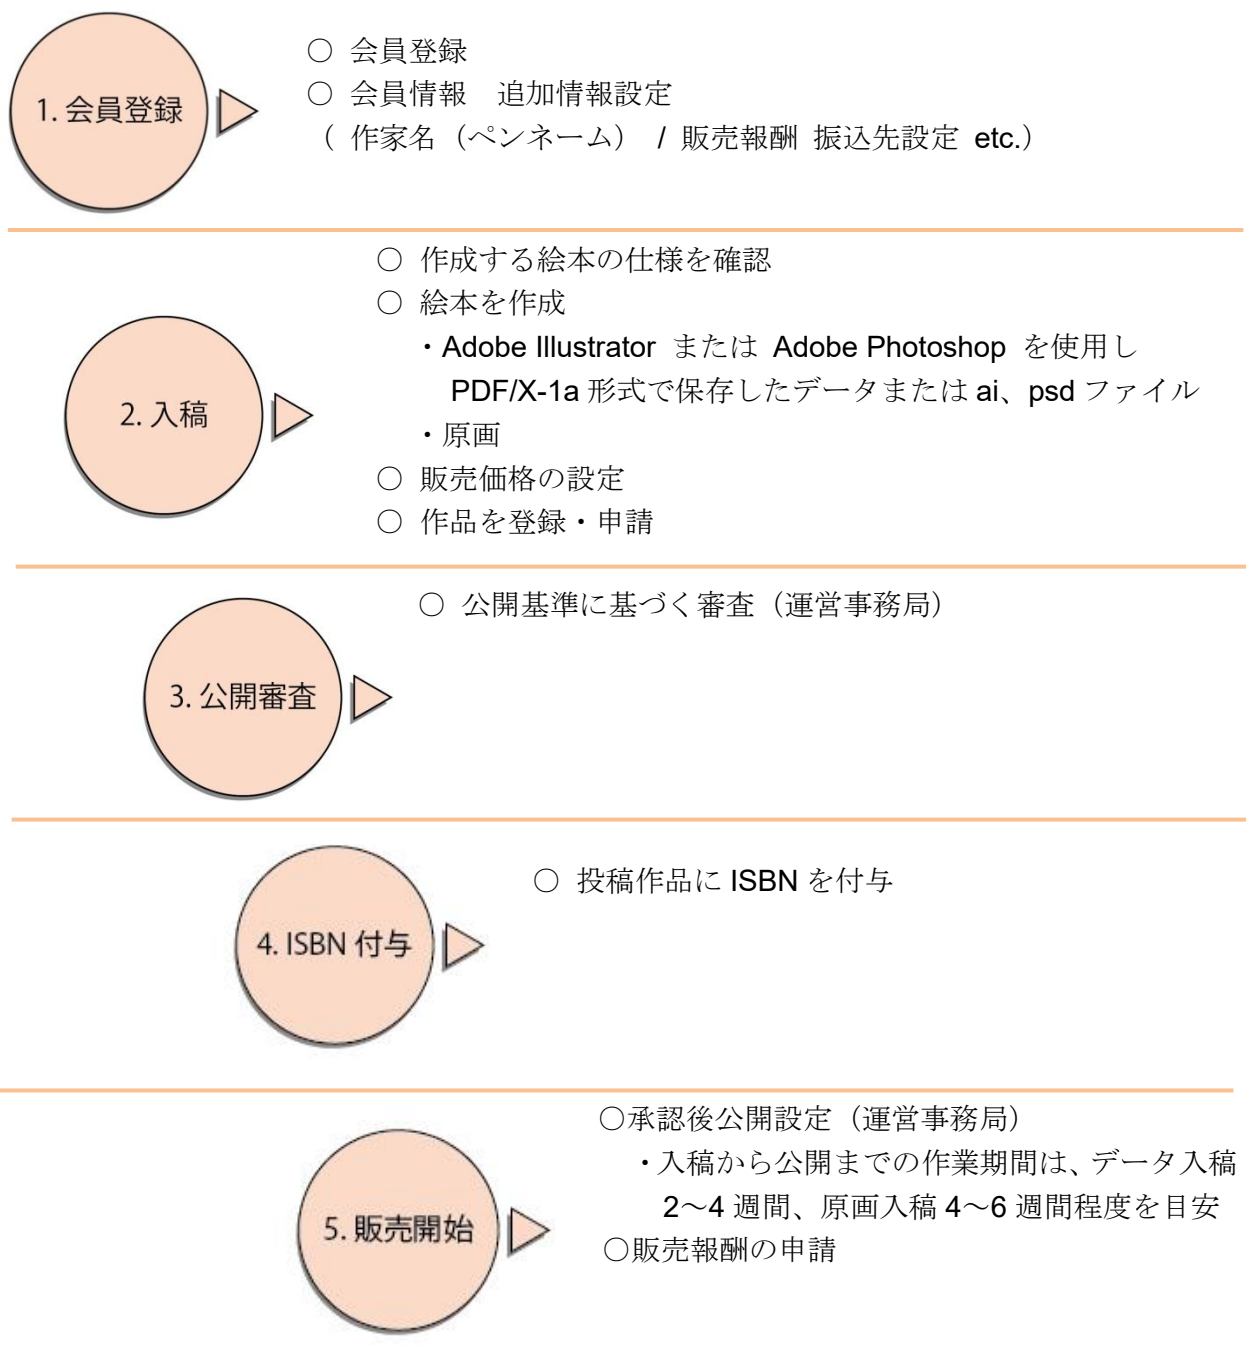 1. 会員登録
○ 会員登録
○ 会員情報　追加情報設定
（ 作家名（ペンネーム） / 販売報酬 振込先設定 etc.）
2. 入稿
○ 作成する絵本の仕様を確認
○ 絵本を作成
・Adobe Illustrator または Adobe Photoshop を使用し
PDF/X-1a 形式で保存したデータまたは ai、psd ファイル
・原画
○ 販売価格の設定
○ 作品を登録・申請
3. 公開審査
○ 公開基準に基づく審査（運営事務局）
4. ISBN 付与
○ 投稿作品に ISBN を付与
5. 販売開始
○承認後公開設定（運営事務局）
・入稿から公開までの作業期間は、データ入稿
2～4 週間、原画入稿 4～6 週間程度を目安
○販売報酬の申請